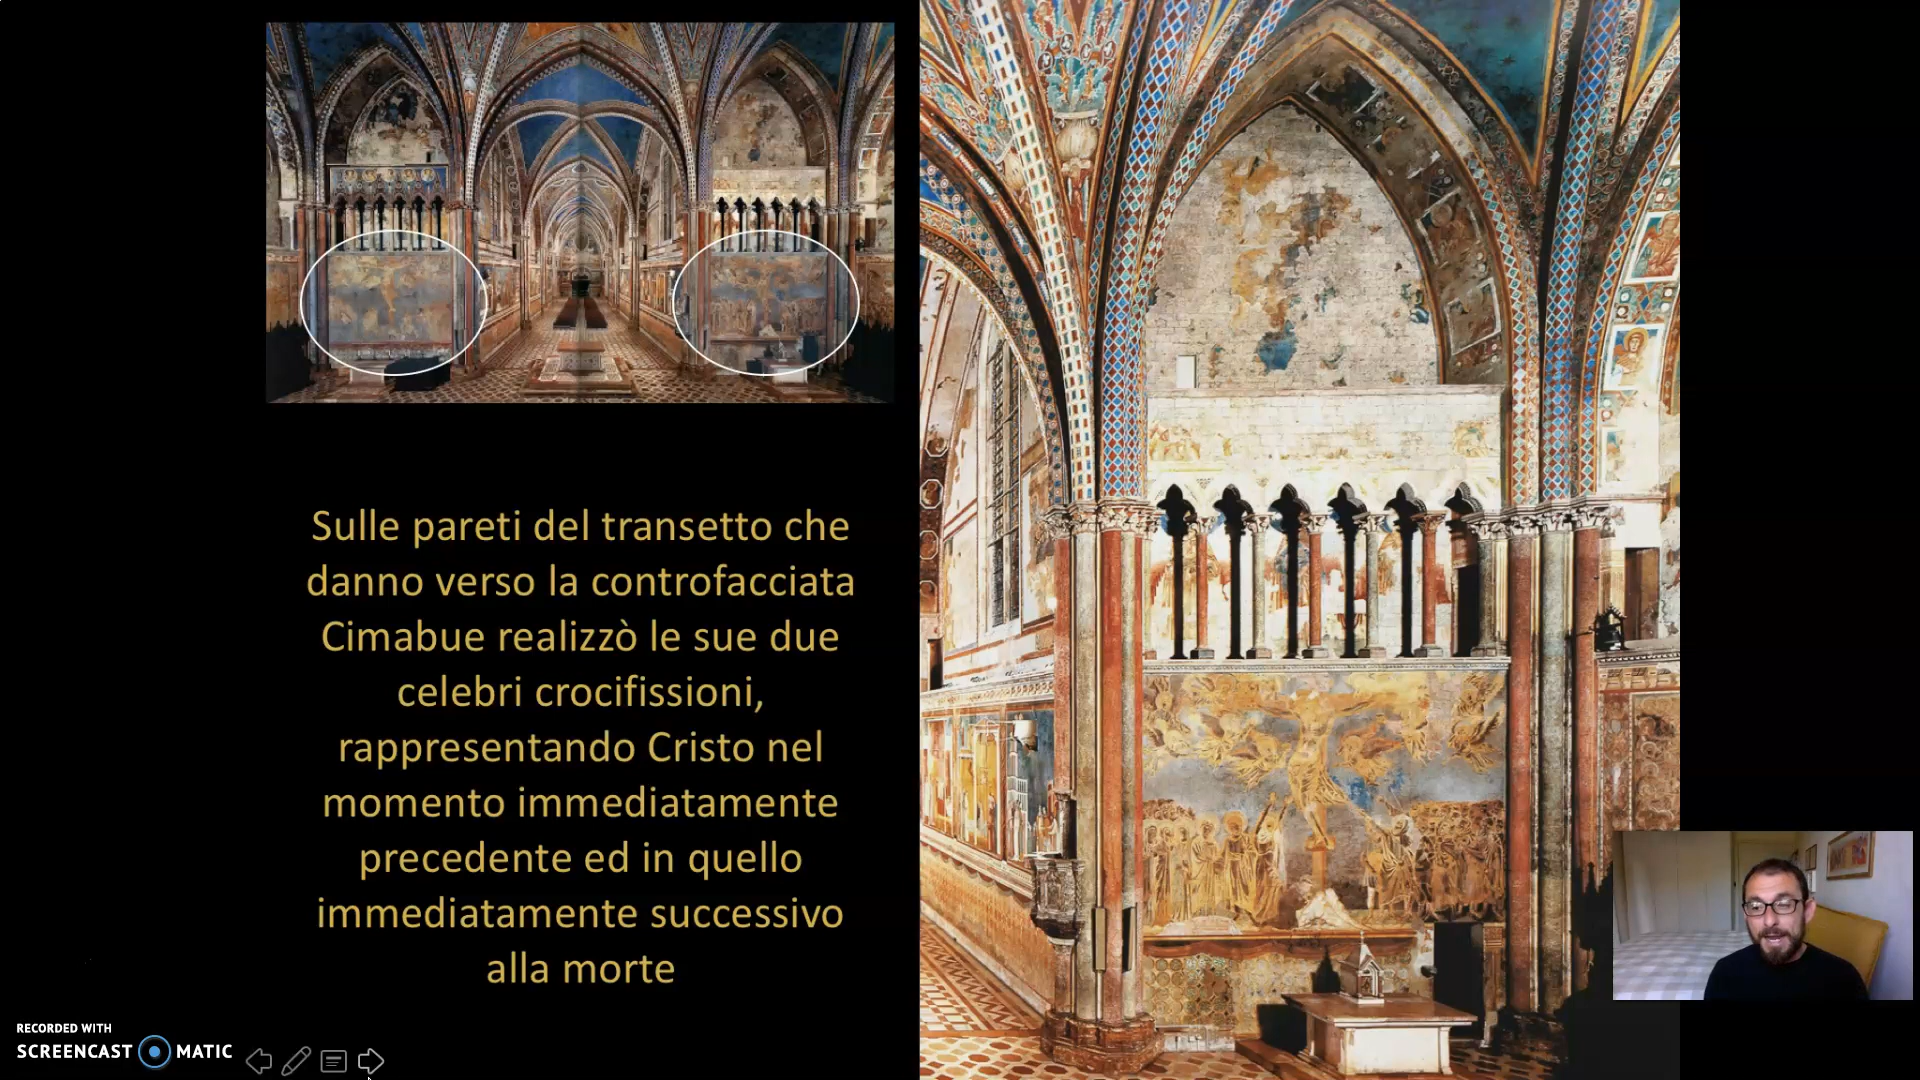 Sulle pareti del transetto che
danno verso la controfacciata
Cimabue realizzò le sue due
celebri crocifissioni,
rappresentando Cristo nel
momento immediatamente
precedente ed in quello
immediatamente successivo
alla morte
RECORDED WITH
SCREENCAST MATIC